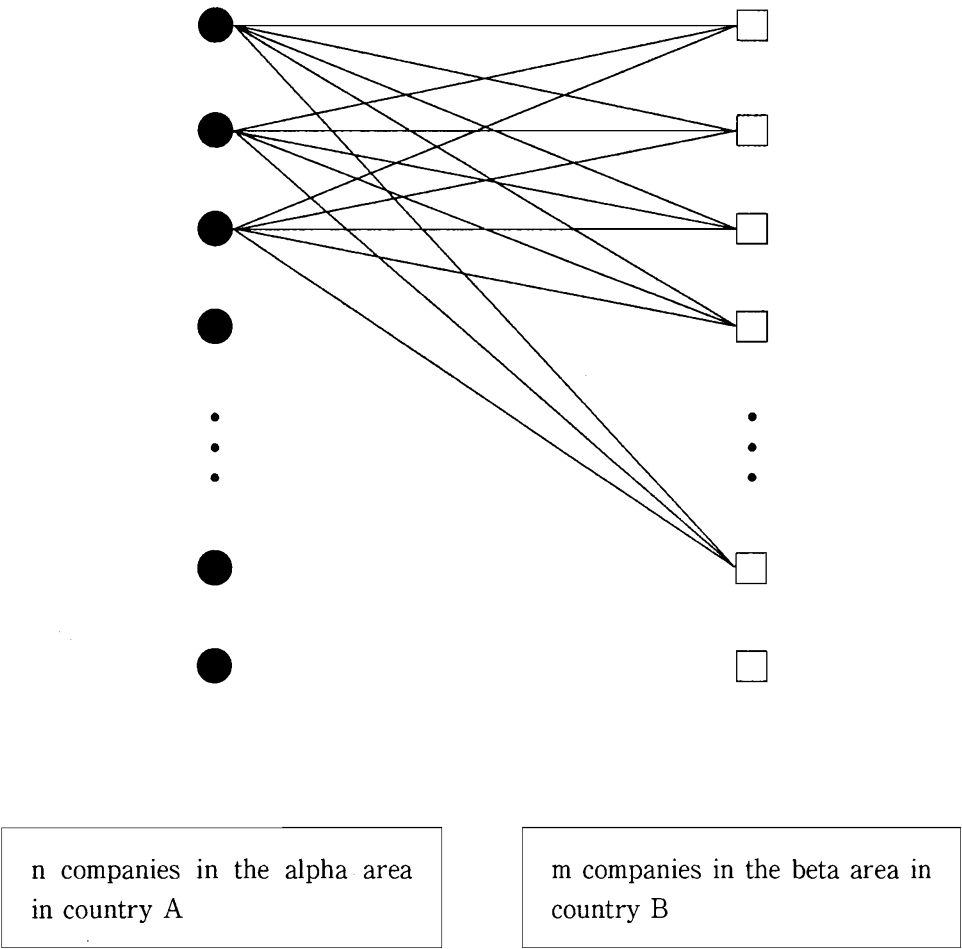 n companies in the alpha area
in country A
m companies in the beta area in
country B